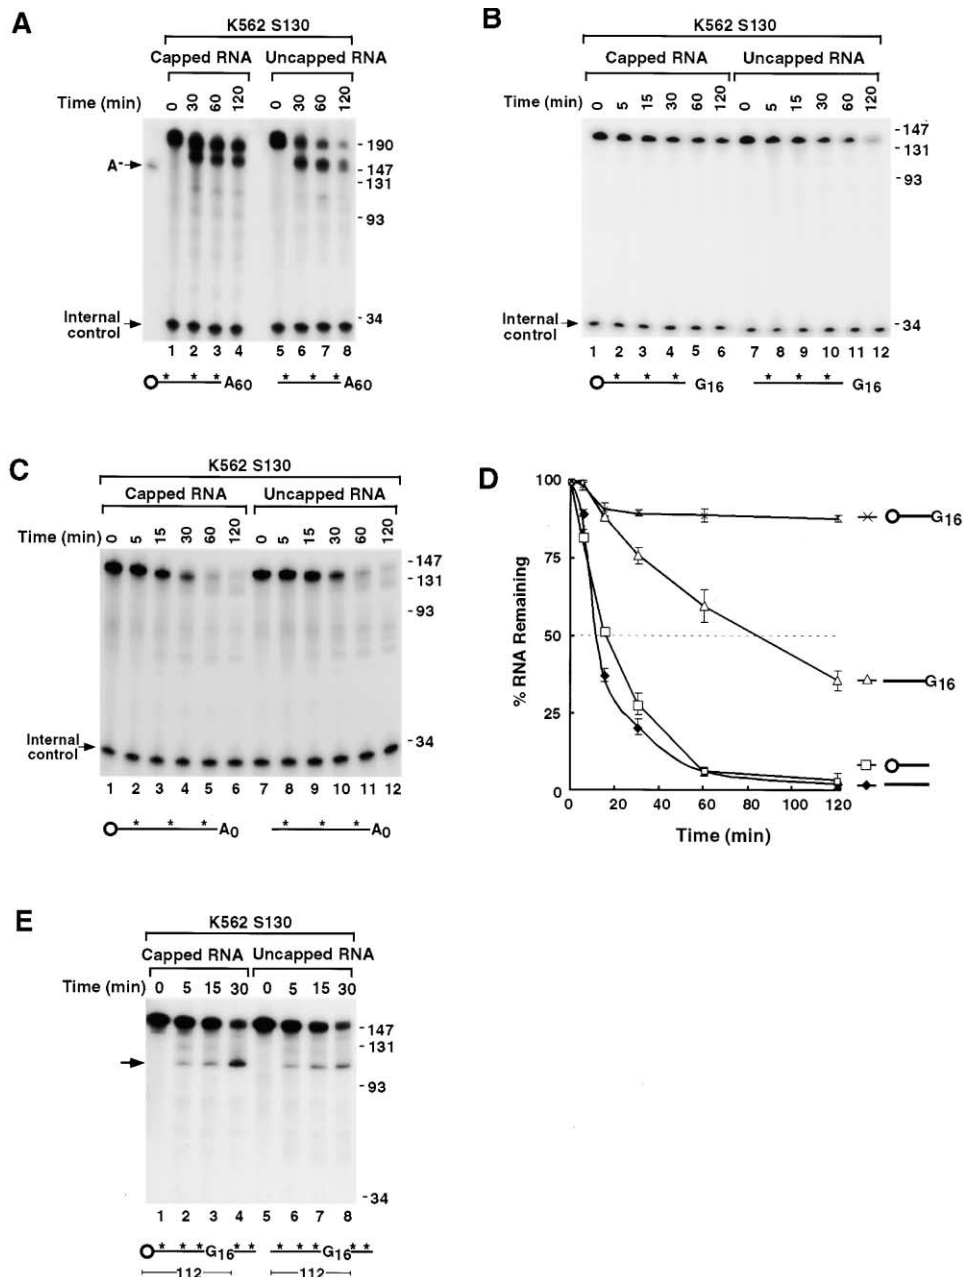 A
K562 S130
Capped RNA Uncapped RNA
Time (min) 0 30 60 120 0 30 60 120
A-
-190
-147
-131
-93
Internal control
-34
1 2 3 4 5 6 7 8
* * * A60 * * * A60
B
K562 S130
Capped RNA Uncapped RNA
Time (min) 0 5 15 30 60 120 0 5 15 30 60 120
-147
-131
-93
Internal control
-34
1 2 3 4 5 6 7 8 9 10 11 12
* * * G16 * * * G16
C
K562 S130
Capped RNA Uncapped RNA
Time (min) 0 5 15 30 60 120 0 5 15 30 60 120
-147
-131
-93
Internal control
-34
1 2 3 4 5 6 7 8 9 10 11 12
* * * A0 * * * A0
D
% RNA Remaining
100
75
50
25
0
0 20 40 60 80 100 120
Time (min)
G16
G16
E
K562 S130
Capped RNA Uncapped RNA
Time (min) 0 5 15 30 0 5 15 30
-147
-131
-93
-34
1 2 3 4 5 6 7 8
* * * G16 * * * * * G16 * *
112 112